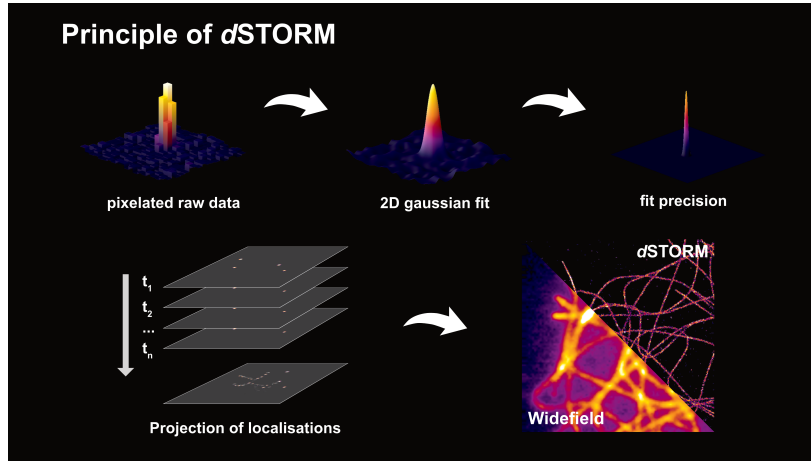 Principle of dSTORM
pixelated raw data
2D gaussian fit
fit precision
t1
t2
...
tn
Projection of localisations
dSTORM
Widefield